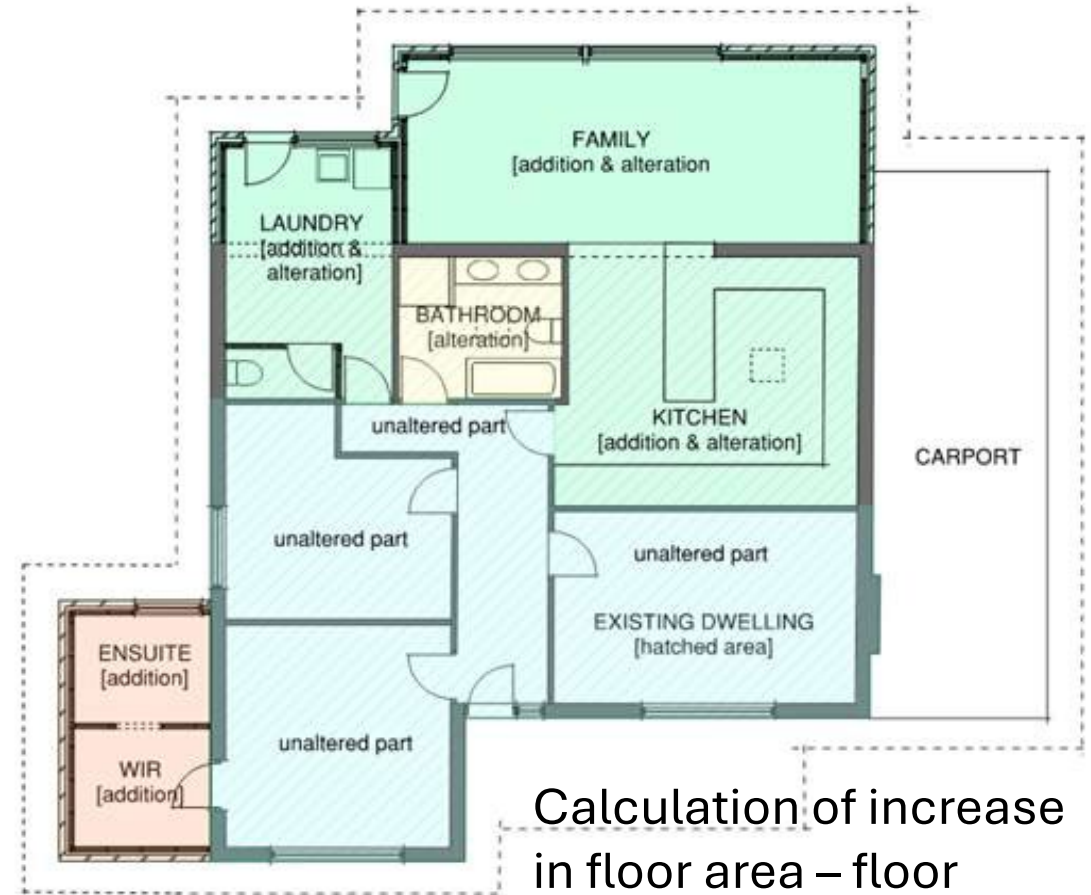 FAMILY
[addition & alteration
LAUNDRY
[addition &
alteration]
BATHROOM
[alteration]
unaltered part
KITCHEN
[addition & alteration]
CARPORT
unaltered part
unaltered part
EXISTING DWELLING
[hatched area]
ENSUITE
[addition]
WIR
[addition]
unaltered part
Calculation of increase
in floor area – floor